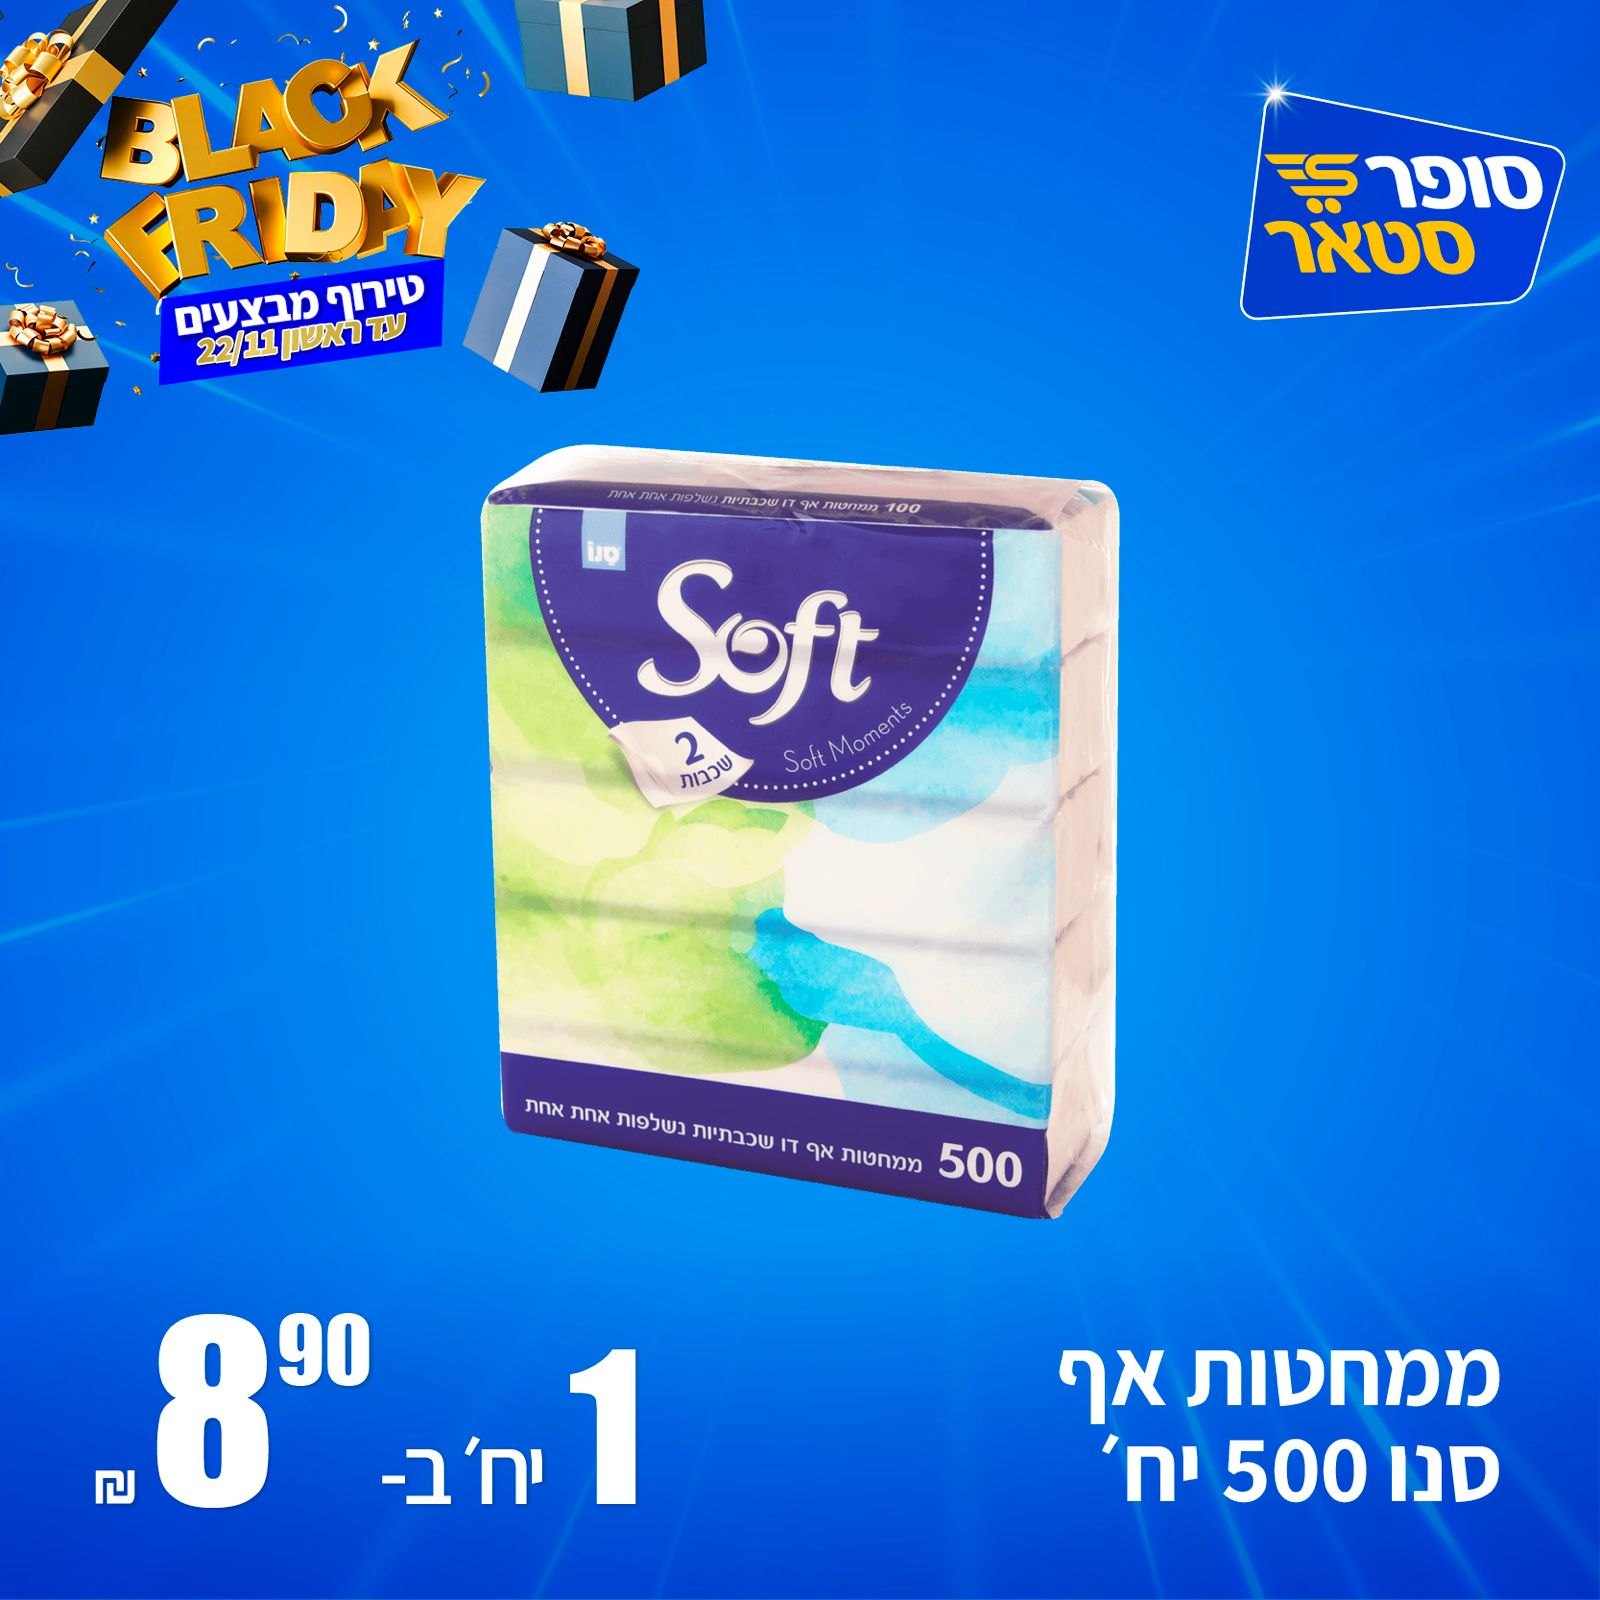 BLACK
FRIDAY
טירוף מבצעים
עד ראשון 22/11
סופר
סטאר
100 ממחטות אף דו שכבתיות נשלפות אחת אחת
סנו
Soft
Soft Moments
2
שכבות
500 ממחטות אף דו שכבתיות נשלפות אחת אחת
ממחטות אף
סנו 500 יח׳
1 יח׳ ב- 8.90 ₪